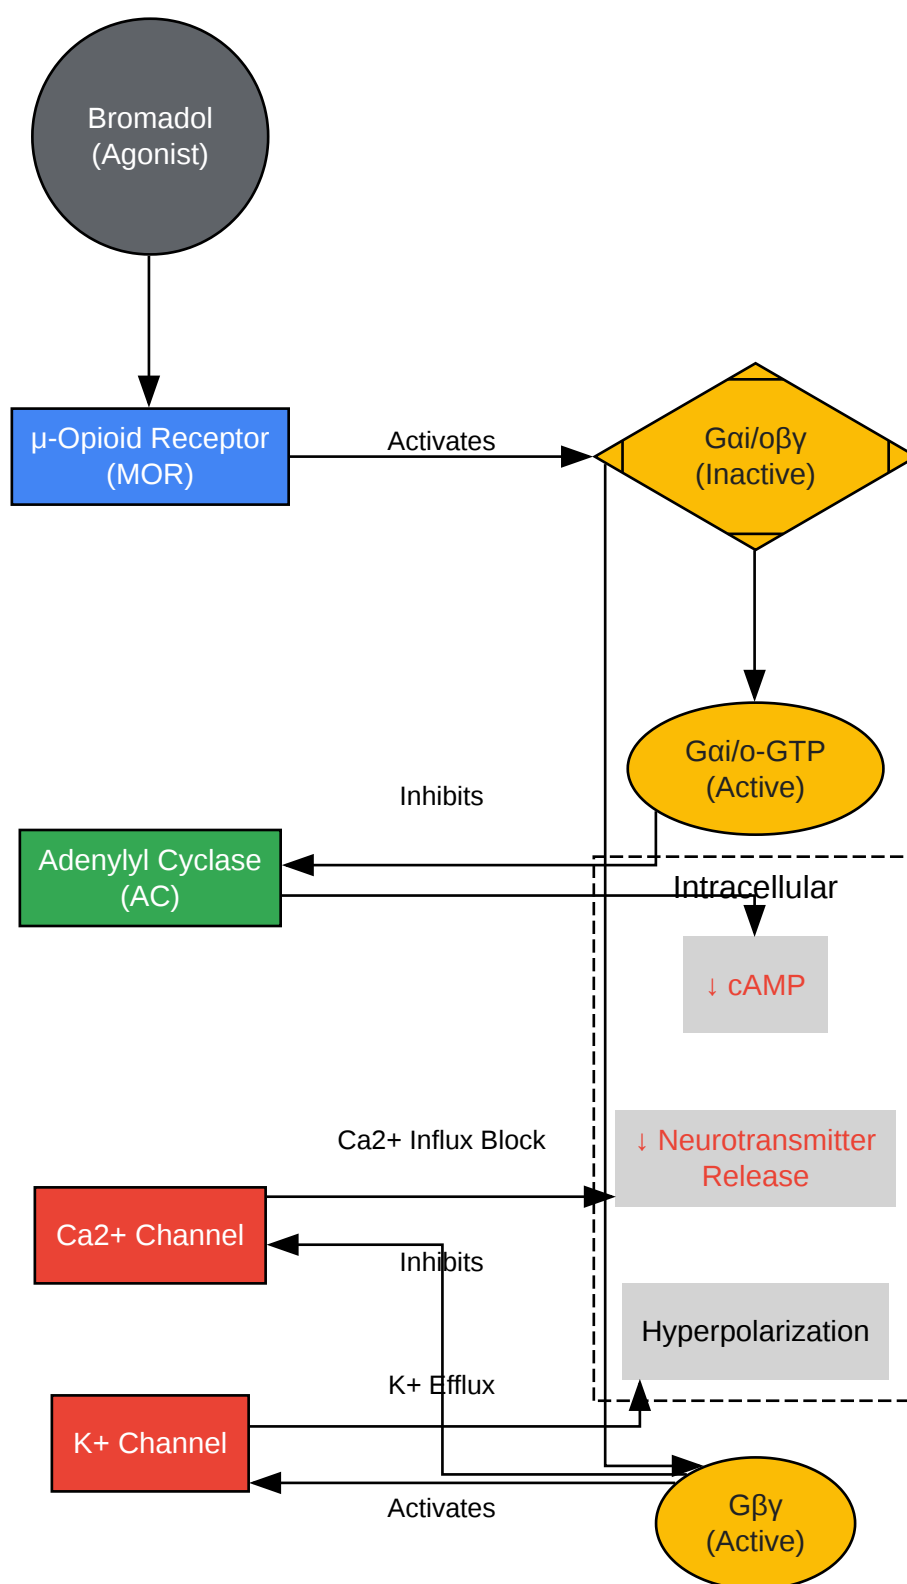 Bromadol
(Agonist)
μ-Opioid Receptor
(MOR)
Activates
Gαi/oβγ
(Inactive)
Gαi/o-GTP
(Active)
Inhibits
Adenylyl Cyclase
(AC)
Intracellular
↓ cAMP
Ca2+ Influx Block
↓ Neurotransmitter
Release
Ca2+ Channel
Inhibits
Hyperpolarization
K+ Efflux
K+ Channel
Activates
Gβγ
(Active)